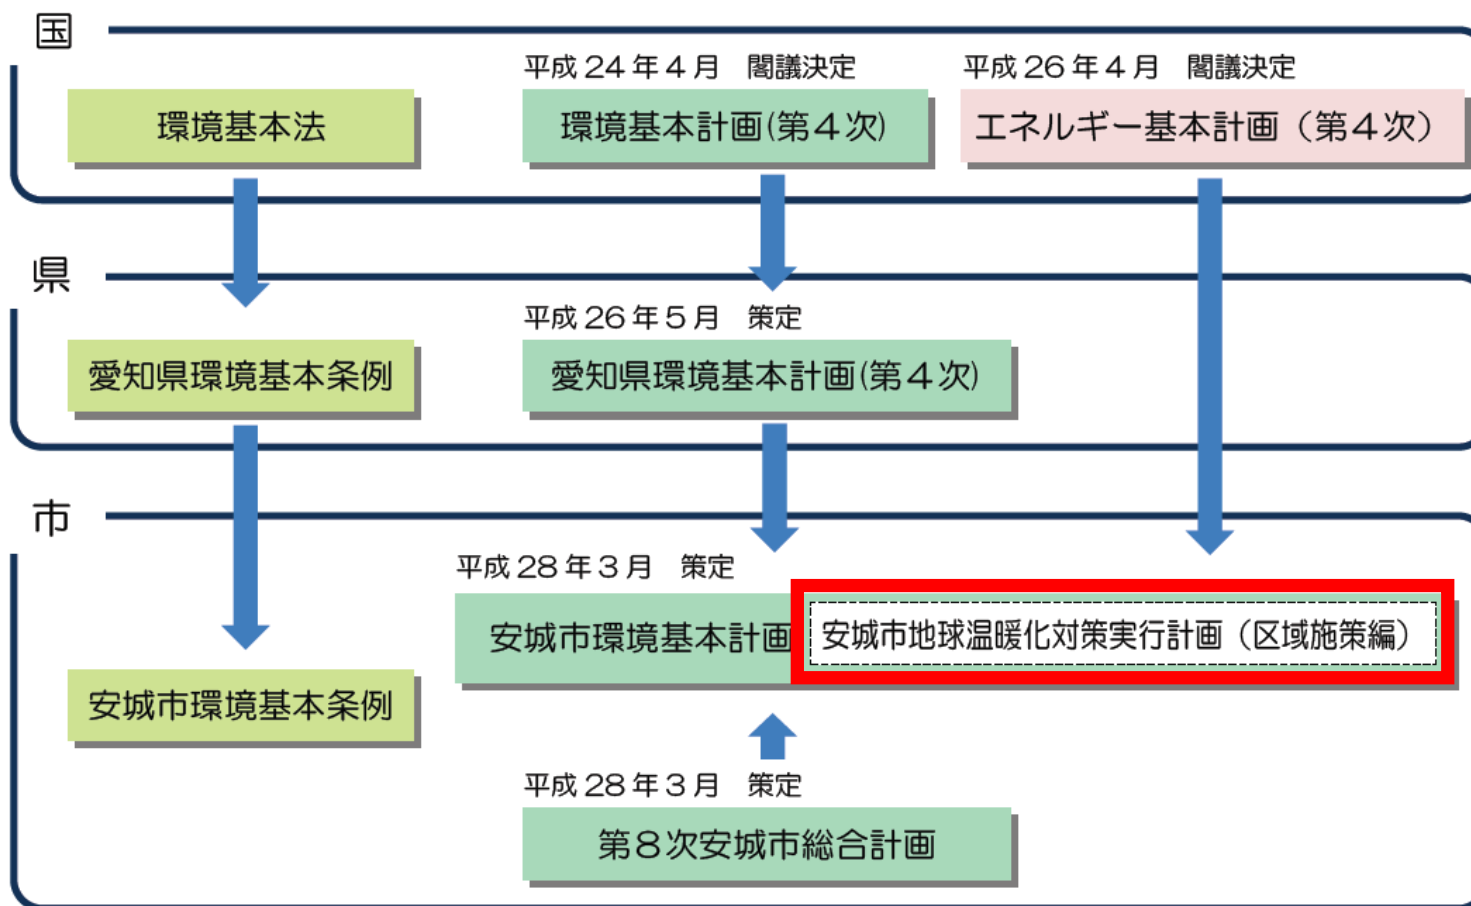 国
平成24年4月　閣議決定
平成26年4月　閣議決定
環境基本法
環境基本計画(第4次)
エネルギー基本計画（第4次）
県
平成26年5月　策定
愛知県環境基本条例
愛知県環境基本計画(第4次)
市
平成28年3月　策定
安城市環境基本計画
安城市地球温暖化対策実行計画（区域施策編）
安城市環境基本条例
平成28年3月　策定
第8次安城市総合計画